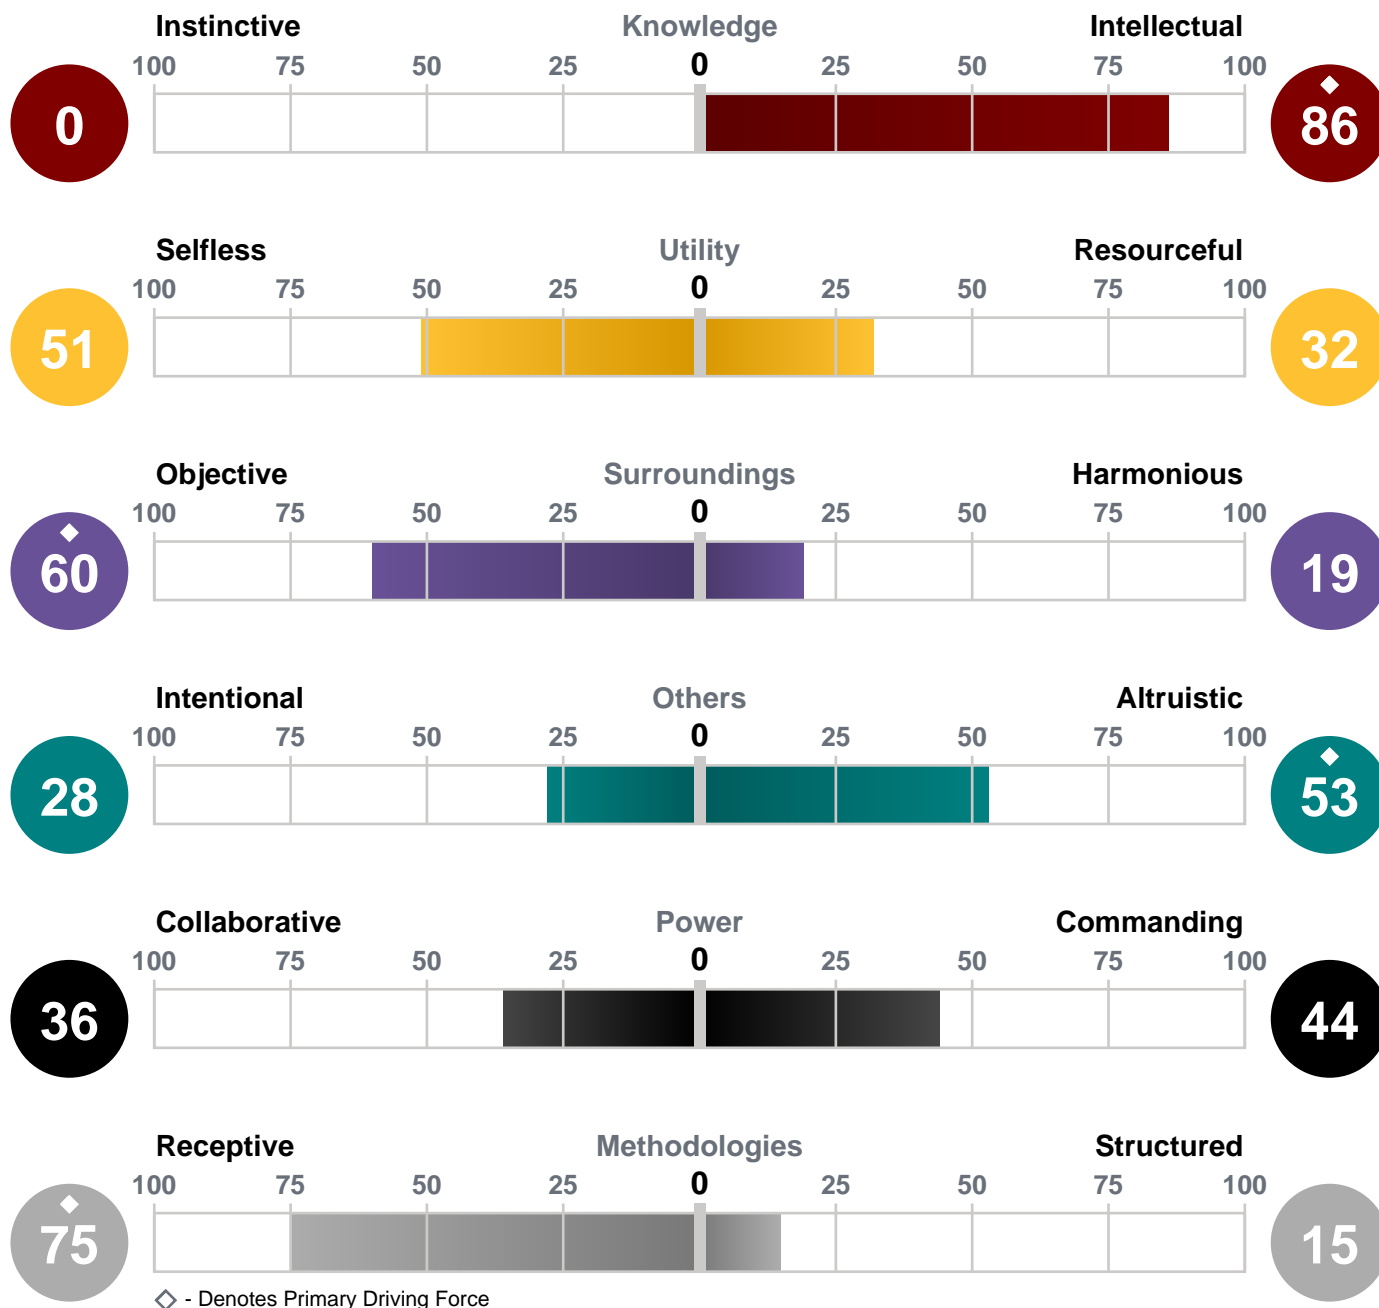 Instinctive Knowledge Intellectual
100 75 50 25 0 25 50 75 100
0 86
Selfless Utility Resourceful
100 75 50 25 0 25 50 75 100
51 32
Objective Surroundings Harmonious
100 75 50 25 0 25 50 75 100
60 19
Intentional Others Altruistic
100 75 50 25 0 25 50 75 100
28 53
Collaborative Power Commanding
100 75 50 25 0 25 50 75 100
36 44
Receptive Methodologies Structured
100 75 50 25 0 25 50 75 100
75 15
- Denotes Primary Driving Force